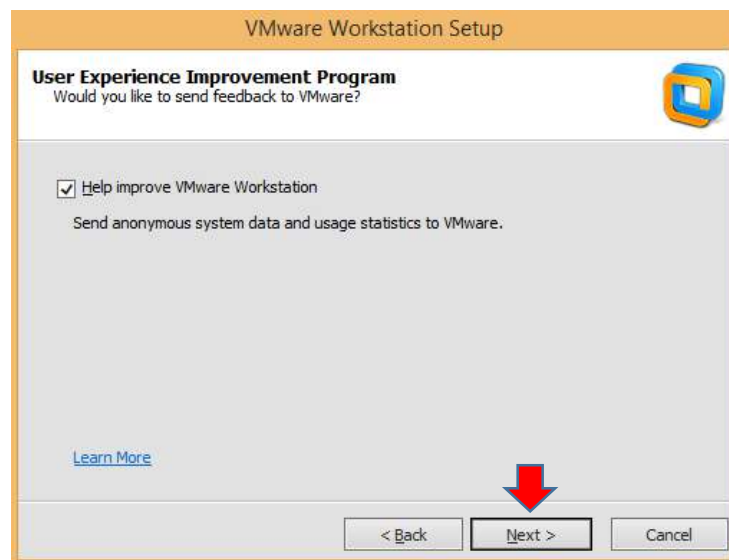 VMware Workstation Setup
User Experience Improvement Program
Would you like to send feedback to VMware?
Help improve VMware Workstation
Send anonymous system data and usage statistics to VMware.
Learn More
< Back Next > Cancel